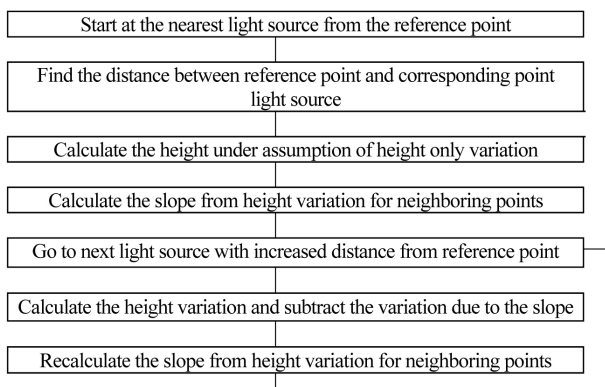 Start at the nearest light source from the reference point
Find the distance between reference point and corresponding point
light source
Calculate the height under assumption of height only variation
Calculate the slope from height variation for neighboring points
Go to next light source with increased distance from reference point
Calculate the height variation and subtract the variation due to the slope
Recalculate the slope from height variation for neighboring points